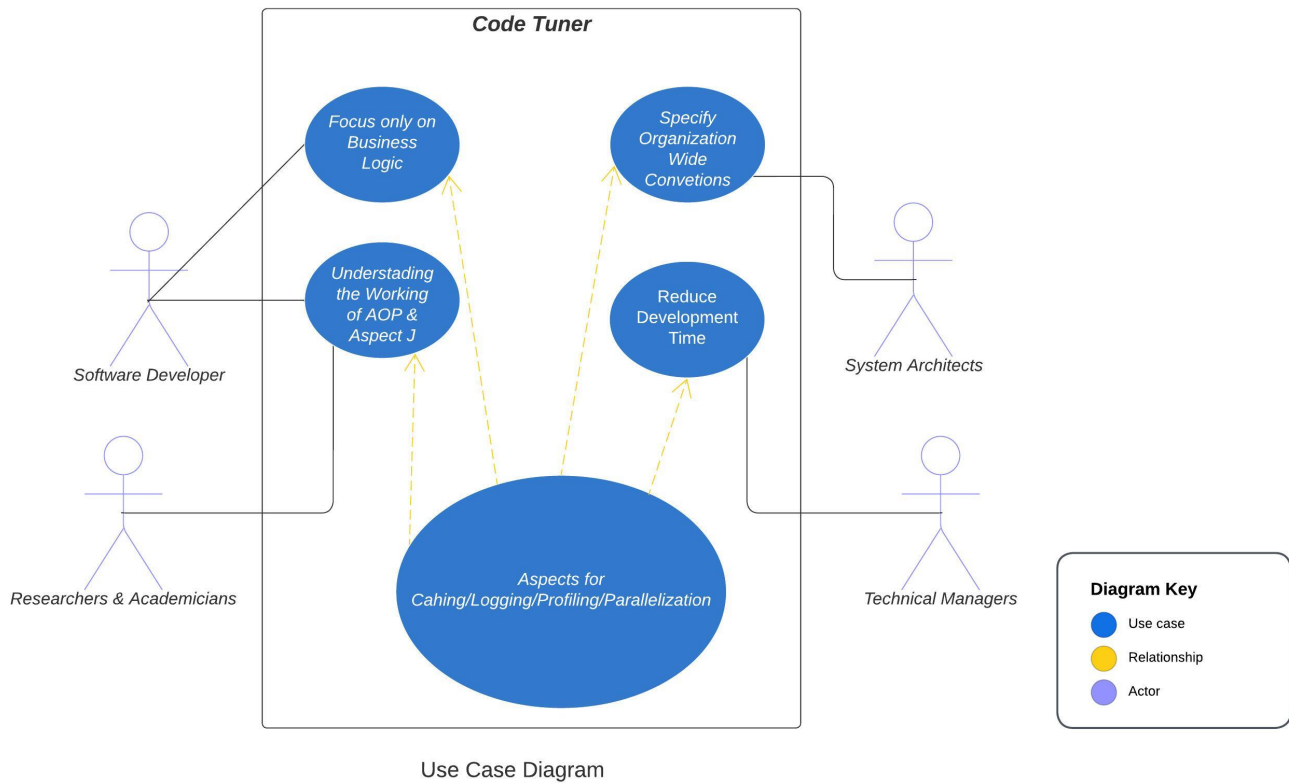 Code Tuner
Focus only on
Business
Logic
Specify
Organization
Wide
Convetions
Understading
the Working
of AOP &
Aspect J
Reduce
Development
Time
Software Developer
System Architects
Aspects for
Cahing/Logging/Profiling/Parallelization
Researchers & Academicians
Technical Managers
Diagram Key
Use case
Relationship
Actor
Use Case Diagram